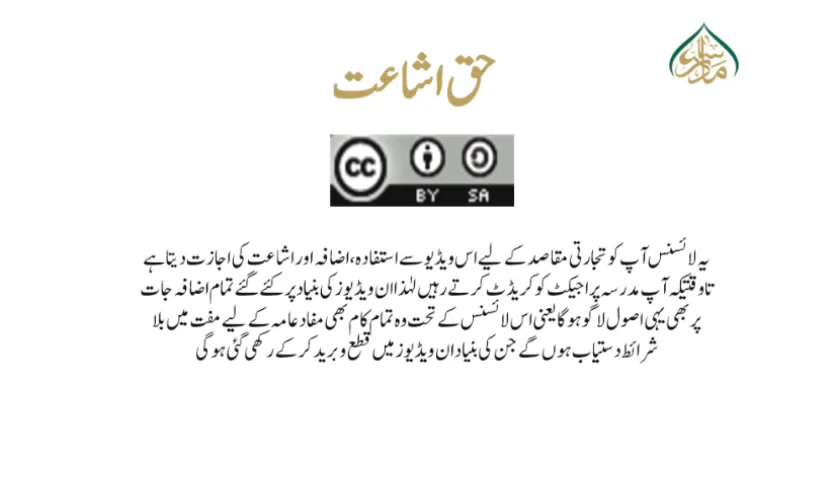 حق اشاعت
cc BY SA
یہ لائسنس آپ کو تجارتی مقاصد کے لیے اس ویڈیو سے استفادہ، اضافہ اور اشاعت کی اجازت دیتا ہے
تاوقتیکہ آپ مدرسہ پراجیکٹ کو کریڈٹ کرتے رہیں لہٰذا ان ویڈیوز کی بنیاد پر کئے گئے تمام اضافہ جات
پر بھی یہی اصول لاگو ہوگا یعنی اس لائسنس کے تحت وہ تمام کام بھی مفاد عامہ کے لیے مفت میں بلا
شرائط دستیاب ہوں گے جن کی بنیاد ان ویڈیوز میں قطع و برید کر کے رکھی گئی ہوگی